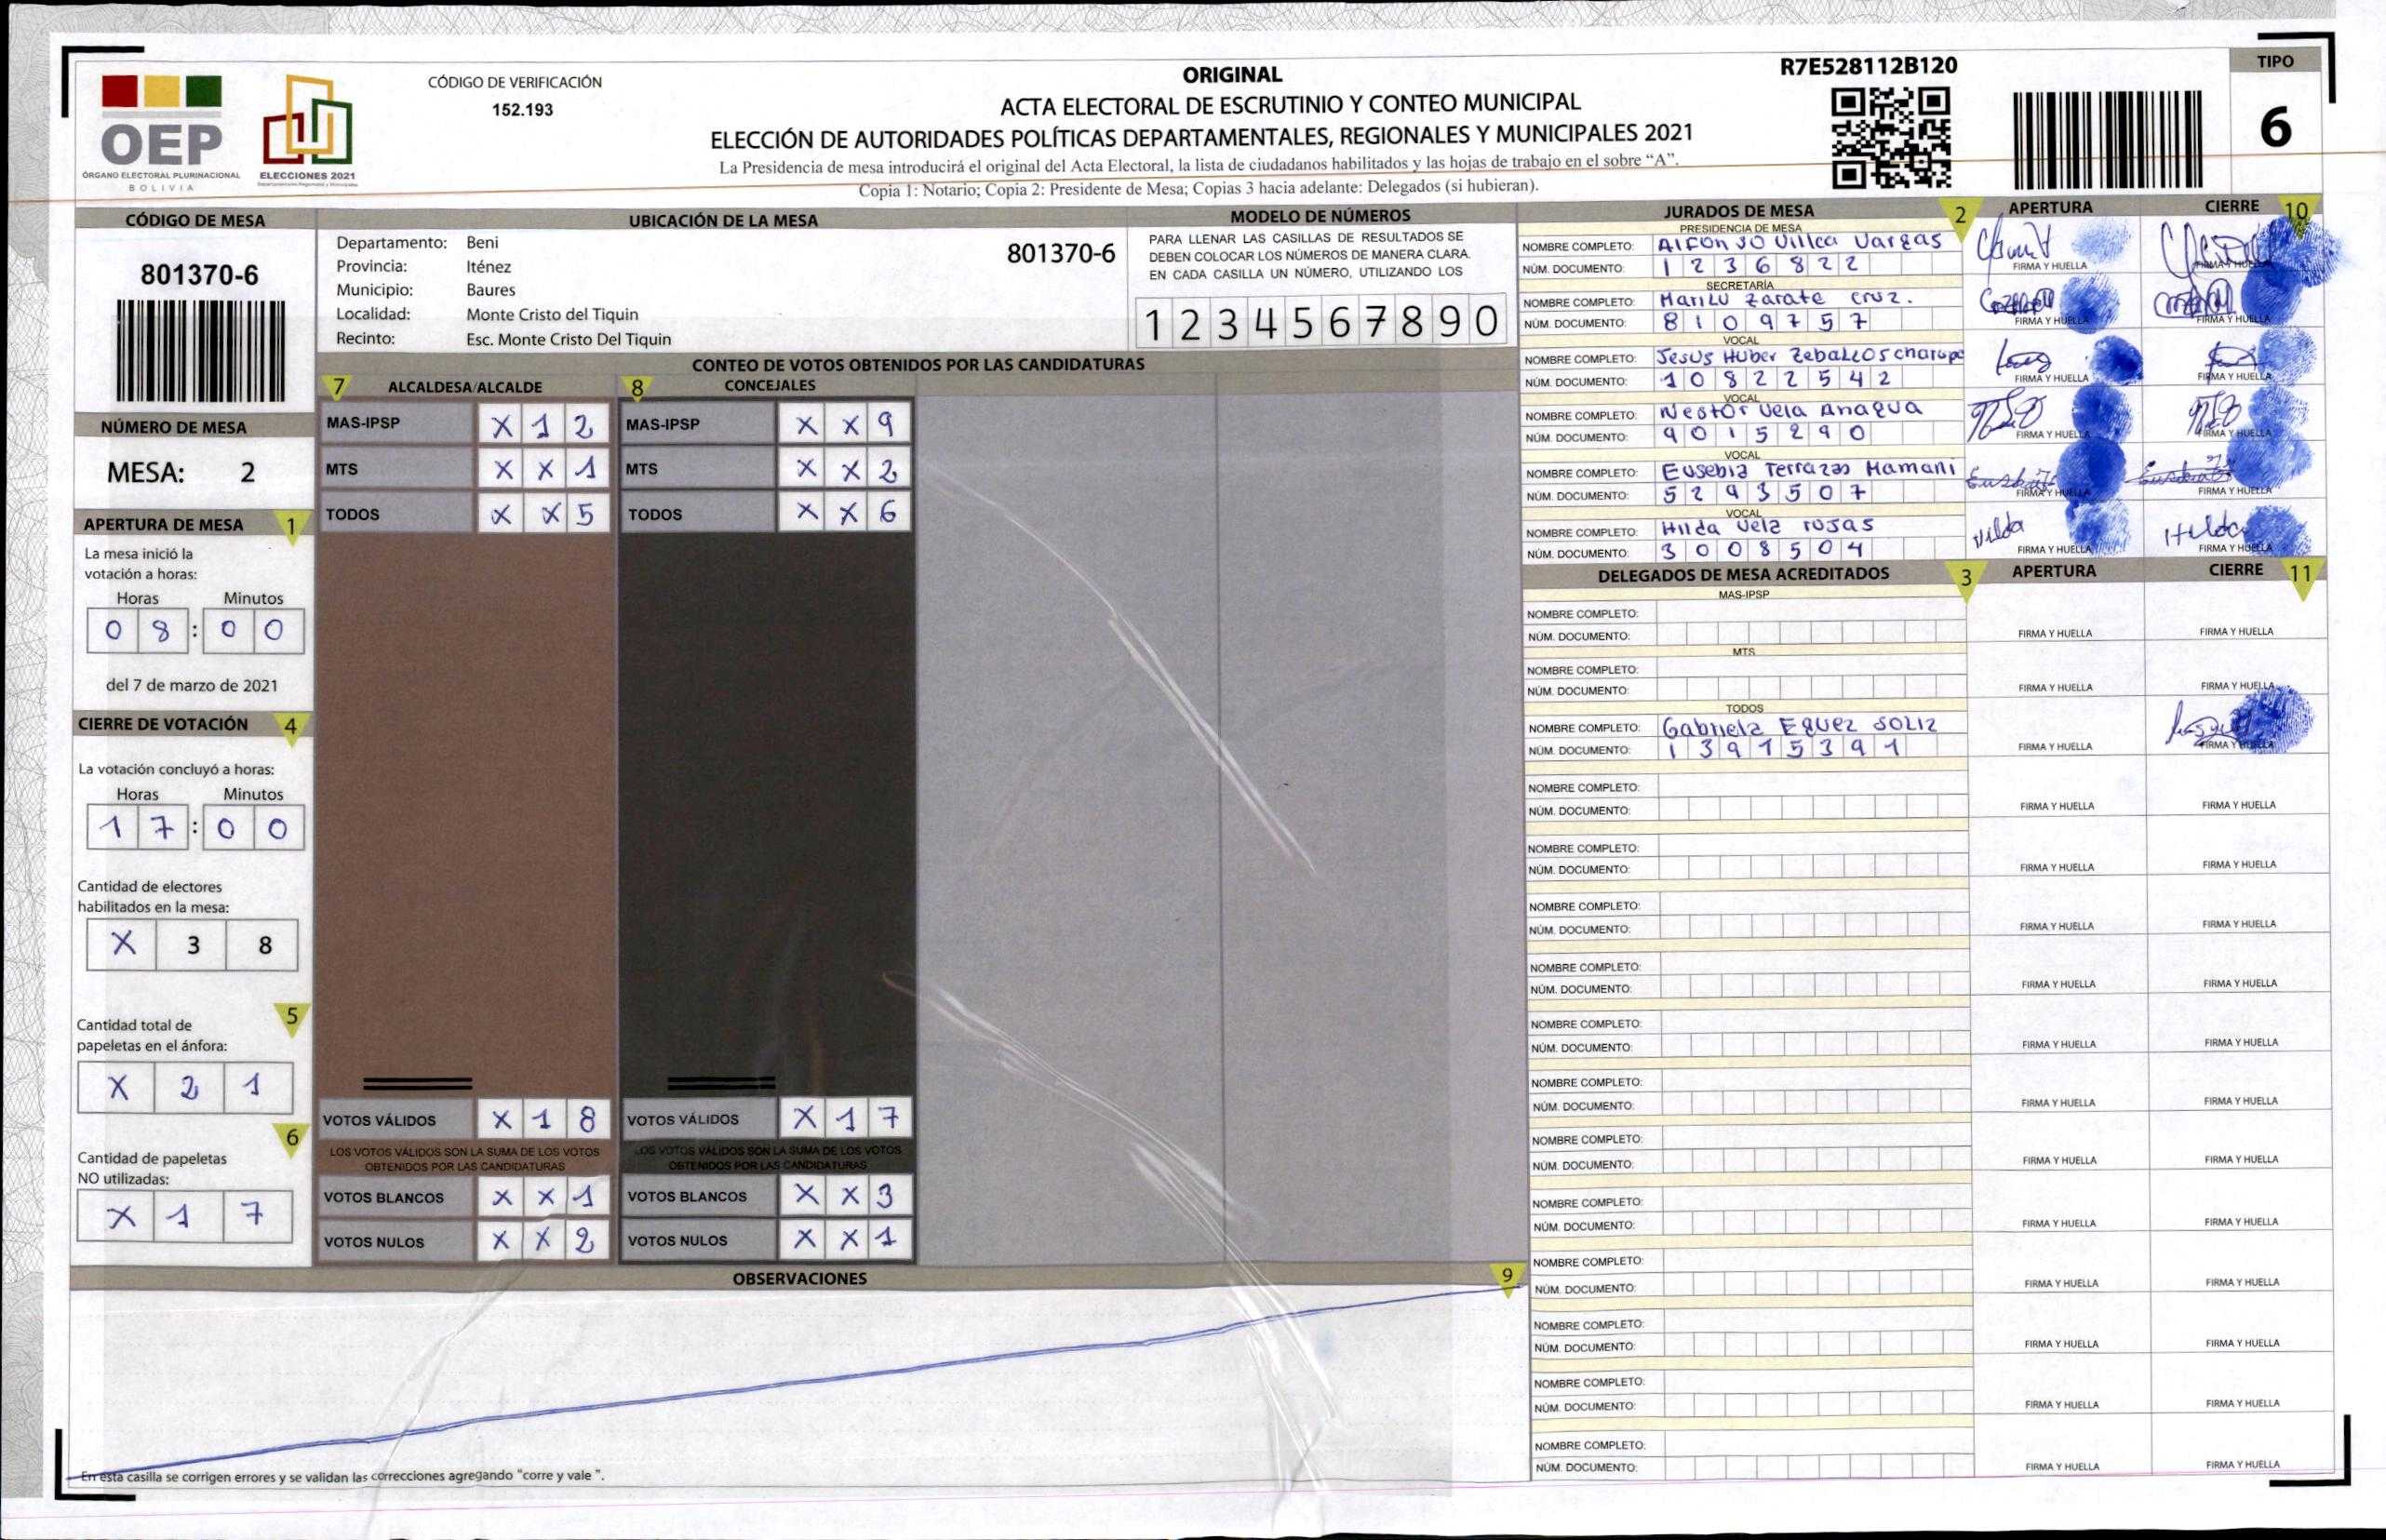 OEP
ÓRGANO ELECTORAL PLURINACIONAL
BOLIVIA
ELECCIONES 2021
CÓDIGO DE VERIFICACIÓN
152.193
ORIGINAL
ACTA ELECTORAL DE ESCRUTINIO Y CONTEO MUNICIPAL
ELECCIÓN DE AUTORIDADES POLÍTICAS DEPARTAMENTALES, REGIONALES Y MUNICIPALES 2021
La Presidencia de mesa introducirá el original del Acta Electoral, la lista de ciudadanos habilitados y las hojas de trabajo en el sobre “A”.
Copia 1: Notario; Copia 2: Presidente de Mesa; Copias 3 hacia adelante: Delegados (si hubieran).
R7E528112B120
TIPO
6
CÓDIGO DE MESA
801370-6
NÚMERO DE MESA
MESA: 2
APERTURA DE MESA 1
La mesa inició la
votación a horas:
Horas Minutos
0 8 : 0 0
del 7 de marzo de 2021
CIERRE DE VOTACIÓN 4
La votación concluyó a horas:
Horas Minutos
1 7 : 0 0
Cantidad de electores
habilitados en la mesa:
X 3 8
5
Cantidad total de
papeletas en el ánfora:
X 2 1
6
Cantidad de papeletas
NO utilizadas:
X 1 7
UBICACIÓN DE LA MESA
Departamento: Beni
801370-6
Provincia: Iténez
Municipio: Baures
Localidad: Monte Cristo del Tiquin
Recinto: Esc. Monte Cristo Del Tiquin
MODELO DE NÚMEROS
PARA LLENAR LAS CASILLAS DE RESULTADOS SE
DEBEN COLOCAR LOS NÚMEROS DE MANERA CLARA.
EN CADA CASILLA UN NÚMERO, UTILIZANDO LOS
1 2 3 4 5 6 7 8 9 0
CONTEO DE VOTOS OBTENIDOS POR LAS CANDIDATURAS
7 ALCALDESA/ALCALDE
MAS-IPSP X 1 2
MTS X X 1
TODOS X X 5
VOTOS VÁLIDOS X 1 8
LOS VOTOS VÁLIDOS SON LA SUMA DE LOS VOTOS
OBTENIDOS POR LAS CANDIDATURAS
VOTOS BLANCOS X X 1
VOTOS NULOS X X 2
8 CONCEJALES
MAS-IPSP X X 9
MTS X X 2
TODOS X X 6
VOTOS VÁLIDOS X 1 7
LOS VOTOS VÁLIDOS SON LA SUMA DE LOS VOTOS
OBTENIDOS POR LAS CANDIDATURAS
VOTOS BLANCOS X X 3
VOTOS NULOS X X 1
OBSERVACIONES 9
En esta casilla se corrigen errores y se validan las correcciones agregando "corre y vale ".
JURADOS DE MESA 2 APERTURA CIERRE 10
PRESIDENCIA DE MESA
NOMBRE COMPLETO: Alfonso Villca Vargas
NÚM. DOCUMENTO: 1 2 3 6 8 2 2 FIRMA Y HUELLA FIRMA Y HUELLA
SECRETARÍA
NOMBRE COMPLETO: Marilu Zarate Cruz.
NÚM. DOCUMENTO: 8 1 0 9 7 5 7 FIRMA Y HUELLA FIRMA Y HUELLA
VOCAL
NOMBRE COMPLETO: Jesus Huber Zeballos
NÚM. DOCUMENTO: 1 0 8 2 2 5 4 2 FIRMA Y HUELLA FIRMA Y HUELLA
VOCAL
NOMBRE COMPLETO: Nestor Vela Anagua
NÚM. DOCUMENTO: 9 0 1 5 2 9 0 FIRMA Y HUELLA FIRMA Y HUELLA
VOCAL
NOMBRE COMPLETO: Eusebia Terrazas Mamani
NÚM. DOCUMENTO: 5 2 9 3 5 0 7 FIRMA Y HUELLA FIRMA Y HUELLA
VOCAL
NOMBRE COMPLETO: Hilda Vela rojas
NÚM. DOCUMENTO: 3 0 0 8 5 0 4 Hilda FIRMA Y HUELLA Hilda FIRMA Y HUELLA
DELEGADOS DE MESA ACREDITADOS 3 APERTURA CIERRE 11
MAS-IPSP
NOMBRE COMPLETO:
NÚM. DOCUMENTO: FIRMA Y HUELLA FIRMA Y HUELLA
MTS
NOMBRE COMPLETO:
NÚM. DOCUMENTO: FIRMA Y HUELLA FIRMA Y HUELLA
TODOS
NOMBRE COMPLETO: Gabriela Eguez Soliz
NÚM. DOCUMENTO: 1 3 9 1 5 3 9 1 FIRMA Y HUELLA FIRMA Y HUELLA
NOMBRE COMPLETO:
NÚM. DOCUMENTO: FIRMA Y HUELLA FIRMA Y HUELLA
NOMBRE COMPLETO:
NÚM. DOCUMENTO: FIRMA Y HUELLA FIRMA Y HUELLA
NOMBRE COMPLETO:
NÚM. DOCUMENTO: FIRMA Y HUELLA FIRMA Y HUELLA
NOMBRE COMPLETO:
NÚM. DOCUMENTO: FIRMA Y HUELLA FIRMA Y HUELLA
NOMBRE COMPLETO:
NÚM. DOCUMENTO: FIRMA Y HUELLA FIRMA Y HUELLA
NOMBRE COMPLETO:
NÚM. DOCUMENTO: FIRMA Y HUELLA FIRMA Y HUELLA
NOMBRE COMPLETO:
NÚM. DOCUMENTO: FIRMA Y HUELLA FIRMA Y HUELLA
NOMBRE COMPLETO:
NÚM. DOCUMENTO: FIRMA Y HUELLA FIRMA Y HUELLA
NOMBRE COMPLETO:
NÚM. DOCUMENTO: FIRMA Y HUELLA FIRMA Y HUELLA
NOMBRE COMPLETO:
NÚM. DOCUMENTO: FIRMA Y HUELLA FIRMA Y HUELLA
NOMBRE COMPLETO:
NÚM. DOCUMENTO: FIRMA Y HUELLA FIRMA Y HUELLA
NOMBRE COMPLETO:
NÚM. DOCUMENTO: FIRMA Y HUELLA FIRMA Y HUELLA